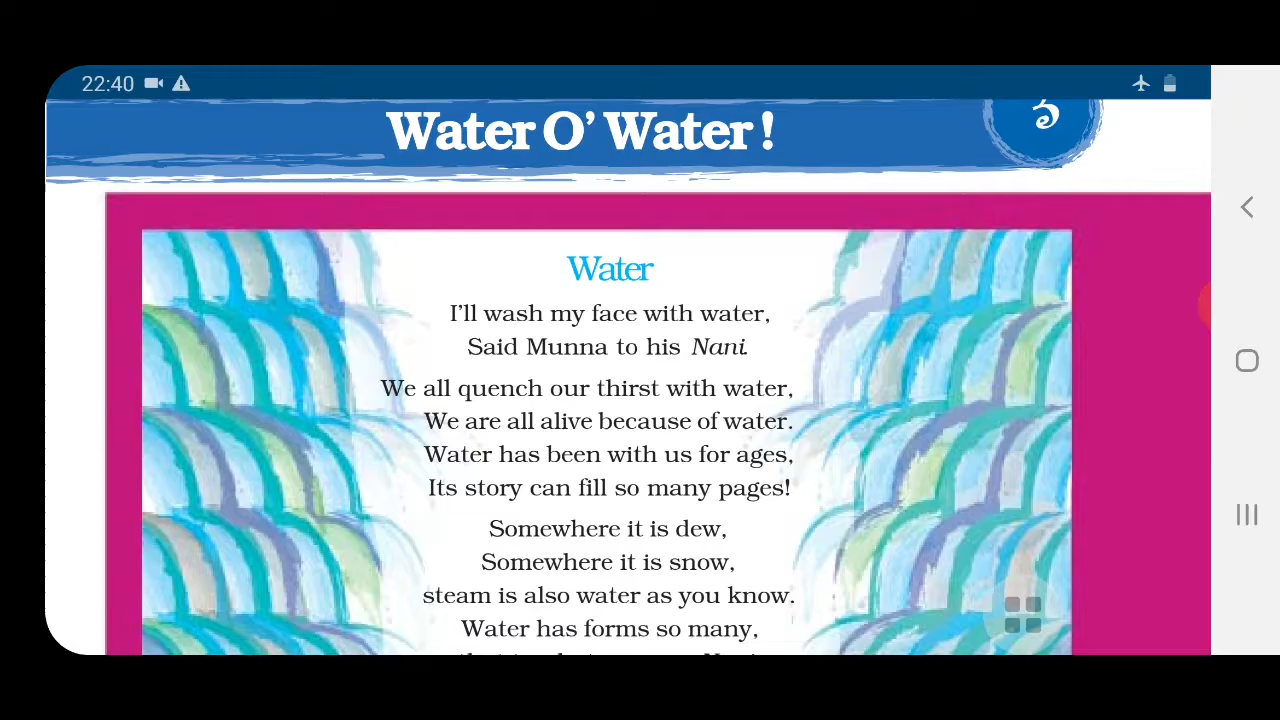 22:40
Water O' Water !
3
Water
I'll wash my face with water,
Said Munna to his Nani.
We all quench our thirst with water,
We are all alive because of water.
Water has been with us for ages,
Its story can fill so many pages!
Somewhere it is dew,
Somewhere it is snow,
steam is also water as you know.
Water has forms so many,